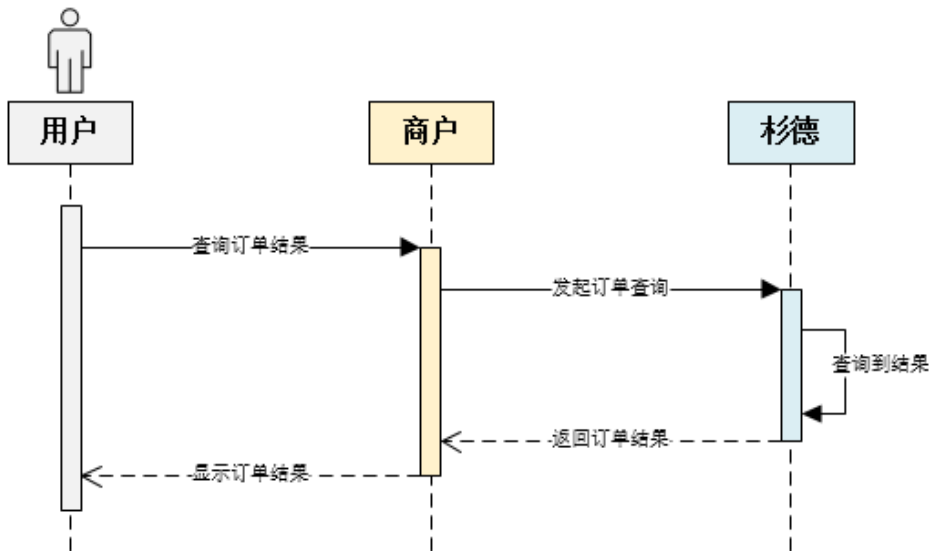 用户
商户
杉德
查询订单结果
发起订单查询
查询到结果
返回订单结果
显示订单结果